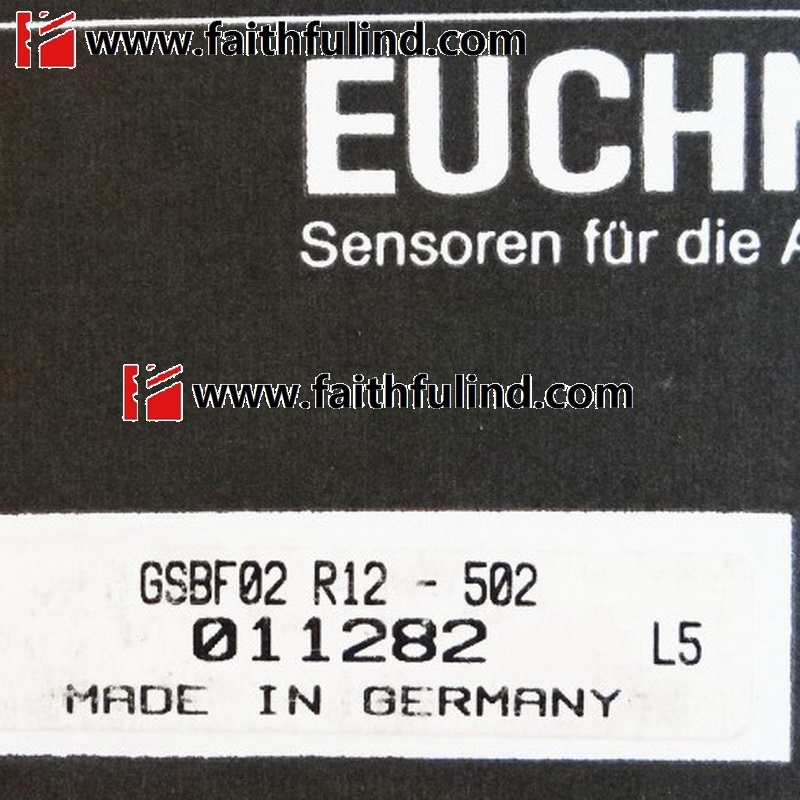 www.faithfulind.com
EUCHN
Sensoren für die A
www.faithfulind.com
GSBF02 R12 - 502
011282 L5
MADE IN GERMANY